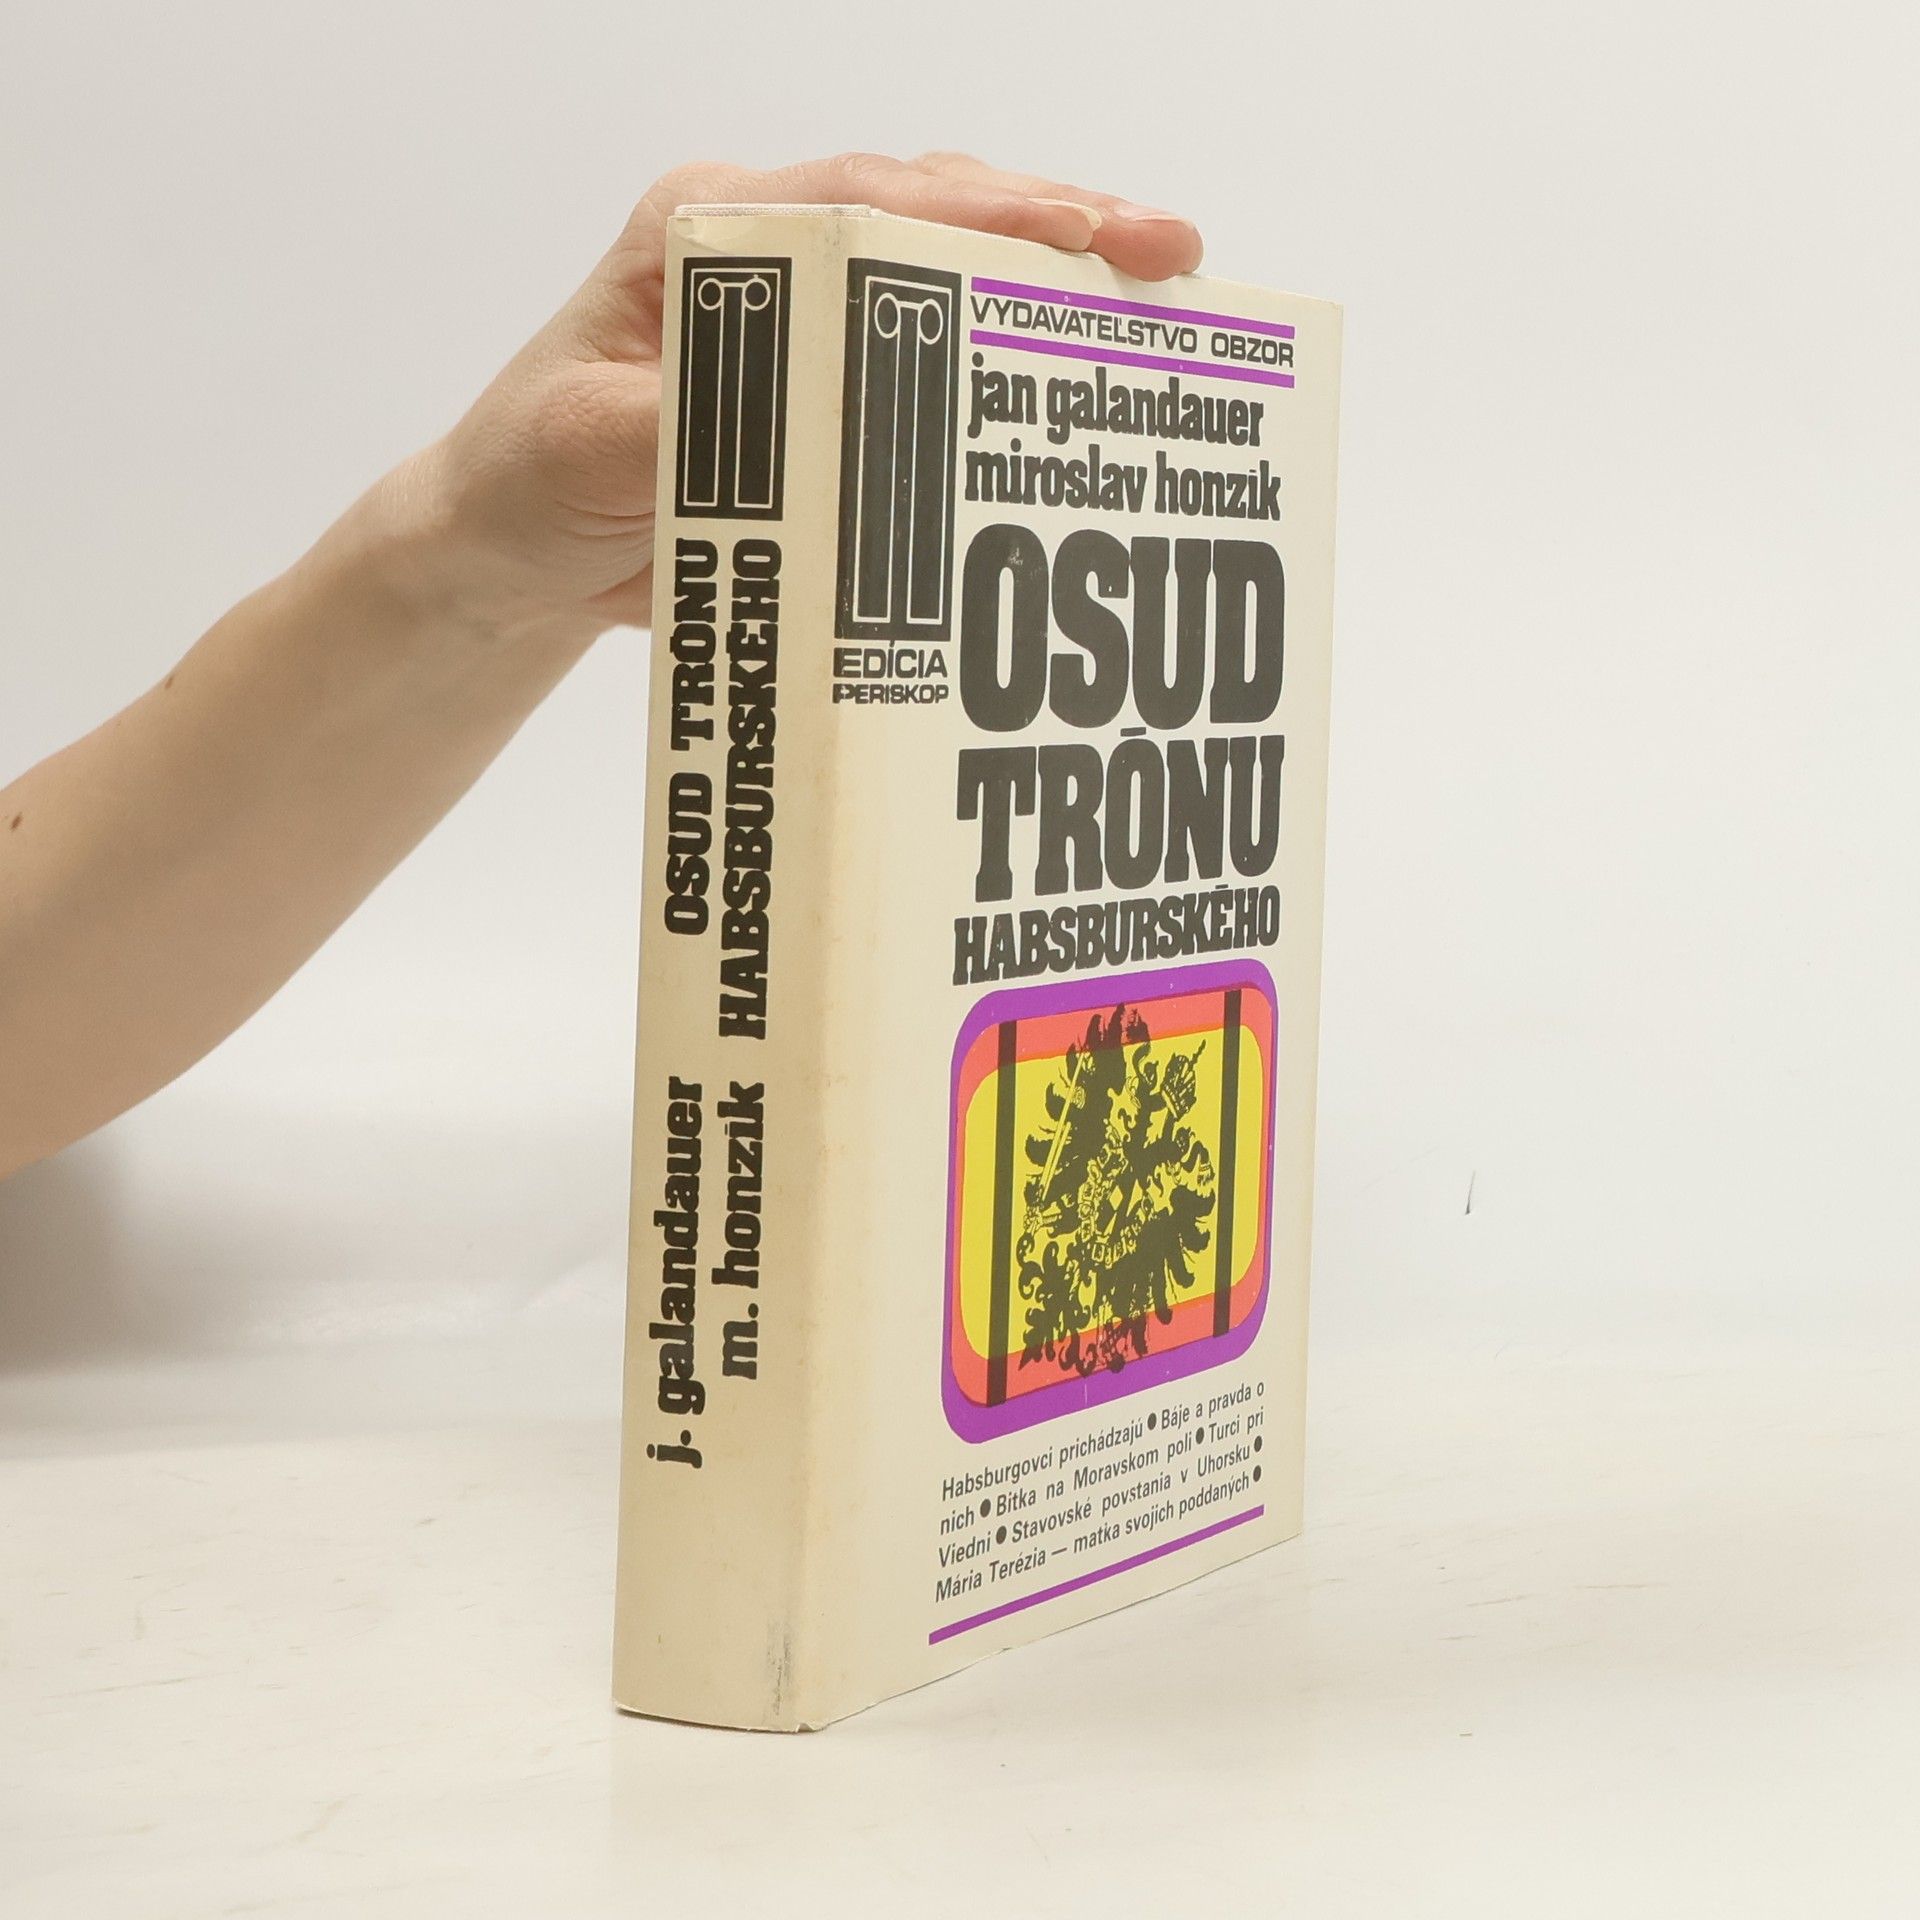 OSUD TRÓNU
HABSBURSKÉHO
j. galandauer
m. honzík
VYDAVATEĽSTVO OBZOR
jan galandauer
miroslav honzík
OSUD
TRÓNU
HABSBURSKÉHO
EDÍCIA
PERISKOP
Habsburgovci prichádzajú ● Báje a pravda o
nich ● Bitka na Moravskom poli ● Turci pri
Viedni ● Stavovské povstania v Uhorsku ●
Mária Terézia — matka svojich poddaných ●